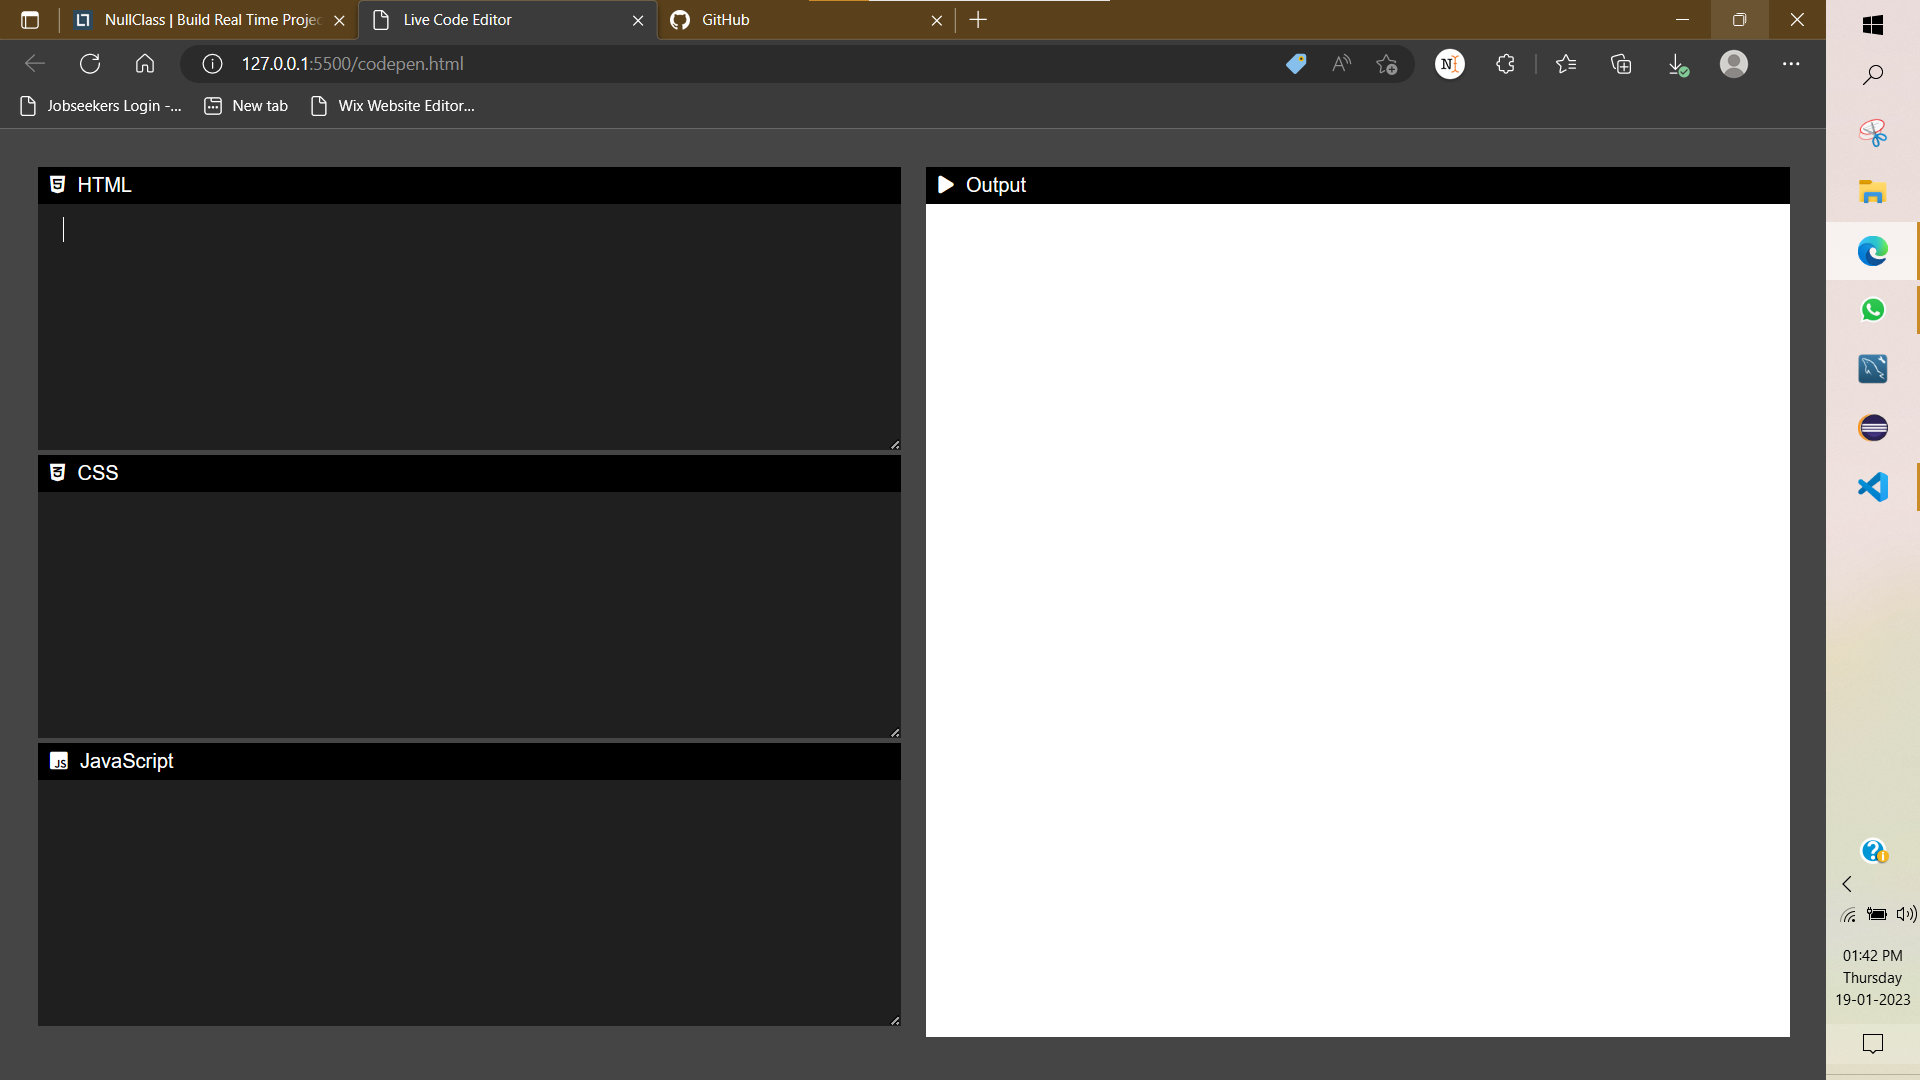 NullClass | Build Real Time Projec
Live Code Editor
GitHub
127.0.0.1:5500/codepen.html
Jobseekers Login -...
New tab
Wix Website Editor...
HTML
Output
CSS
JS JavaScript
01:42 PM
Thursday
19-01-2023